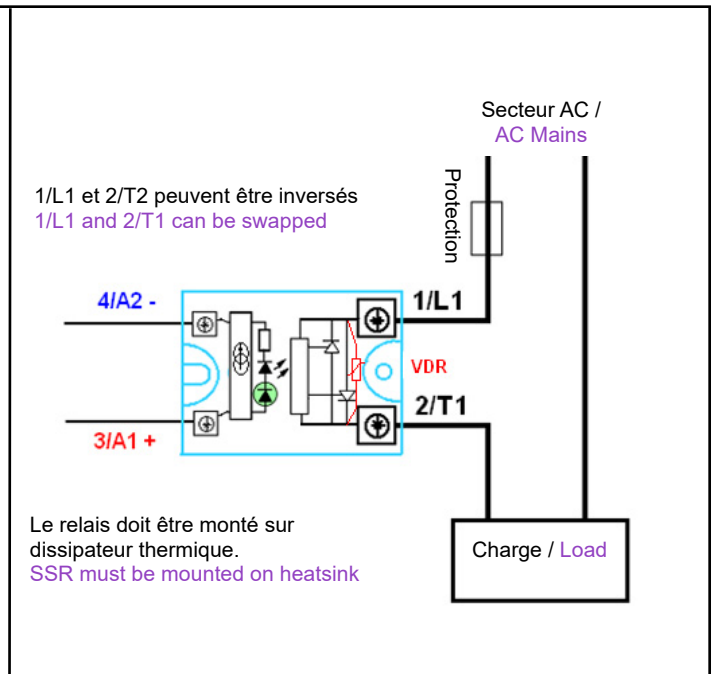 Secteur AC /
AC Mains
Protection
1/L1 et 2/T2 peuvent être inversés
1/L1 and 2/T1 can be swapped
4/A2 -
1/L1
VDR
2/T1
3/A1 +
Le relais doit être monté sur
dissipateur thermique.
SSR must be mounted on heatsink
Charge / Load